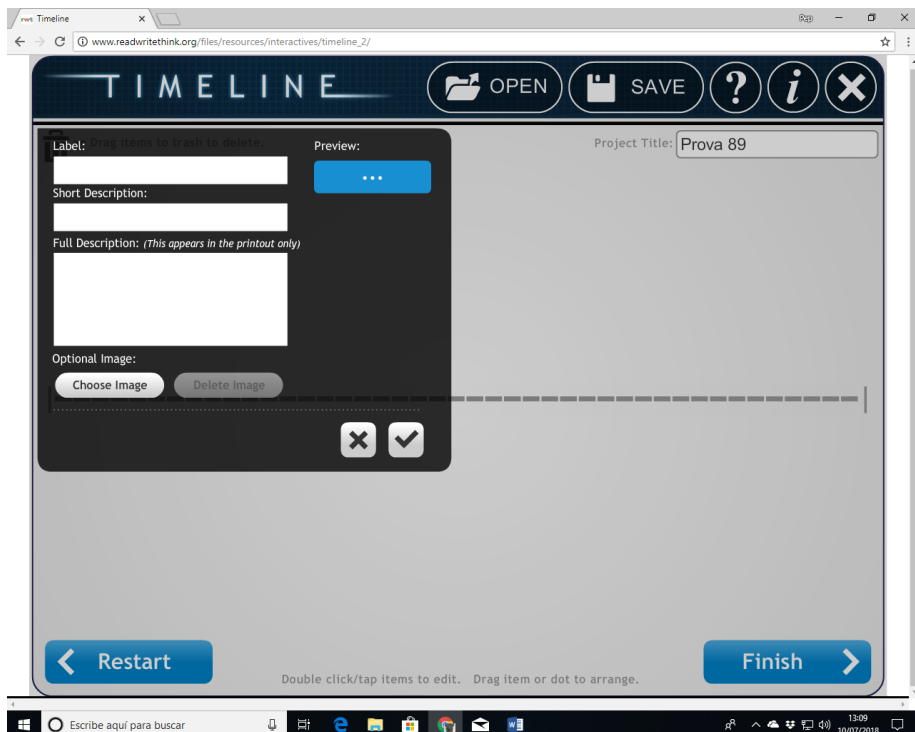 rwt Timeline
Pep
www.readwritethink.org/files/resources/interactives/timeline_2/
TIMELINE
OPEN
SAVE
?
i
Drag items to trash to delete.
Project Title: Prova 89
Label:
Preview:
...
Short Description:
Full Description: (This appears in the printout only)
Optional Image:
Choose Image
Delete Image
Restart
Finish
Double click/tap items to edit. Drag item or dot to arrange.
Escribe aquí para buscar
13:09
10/07/2018